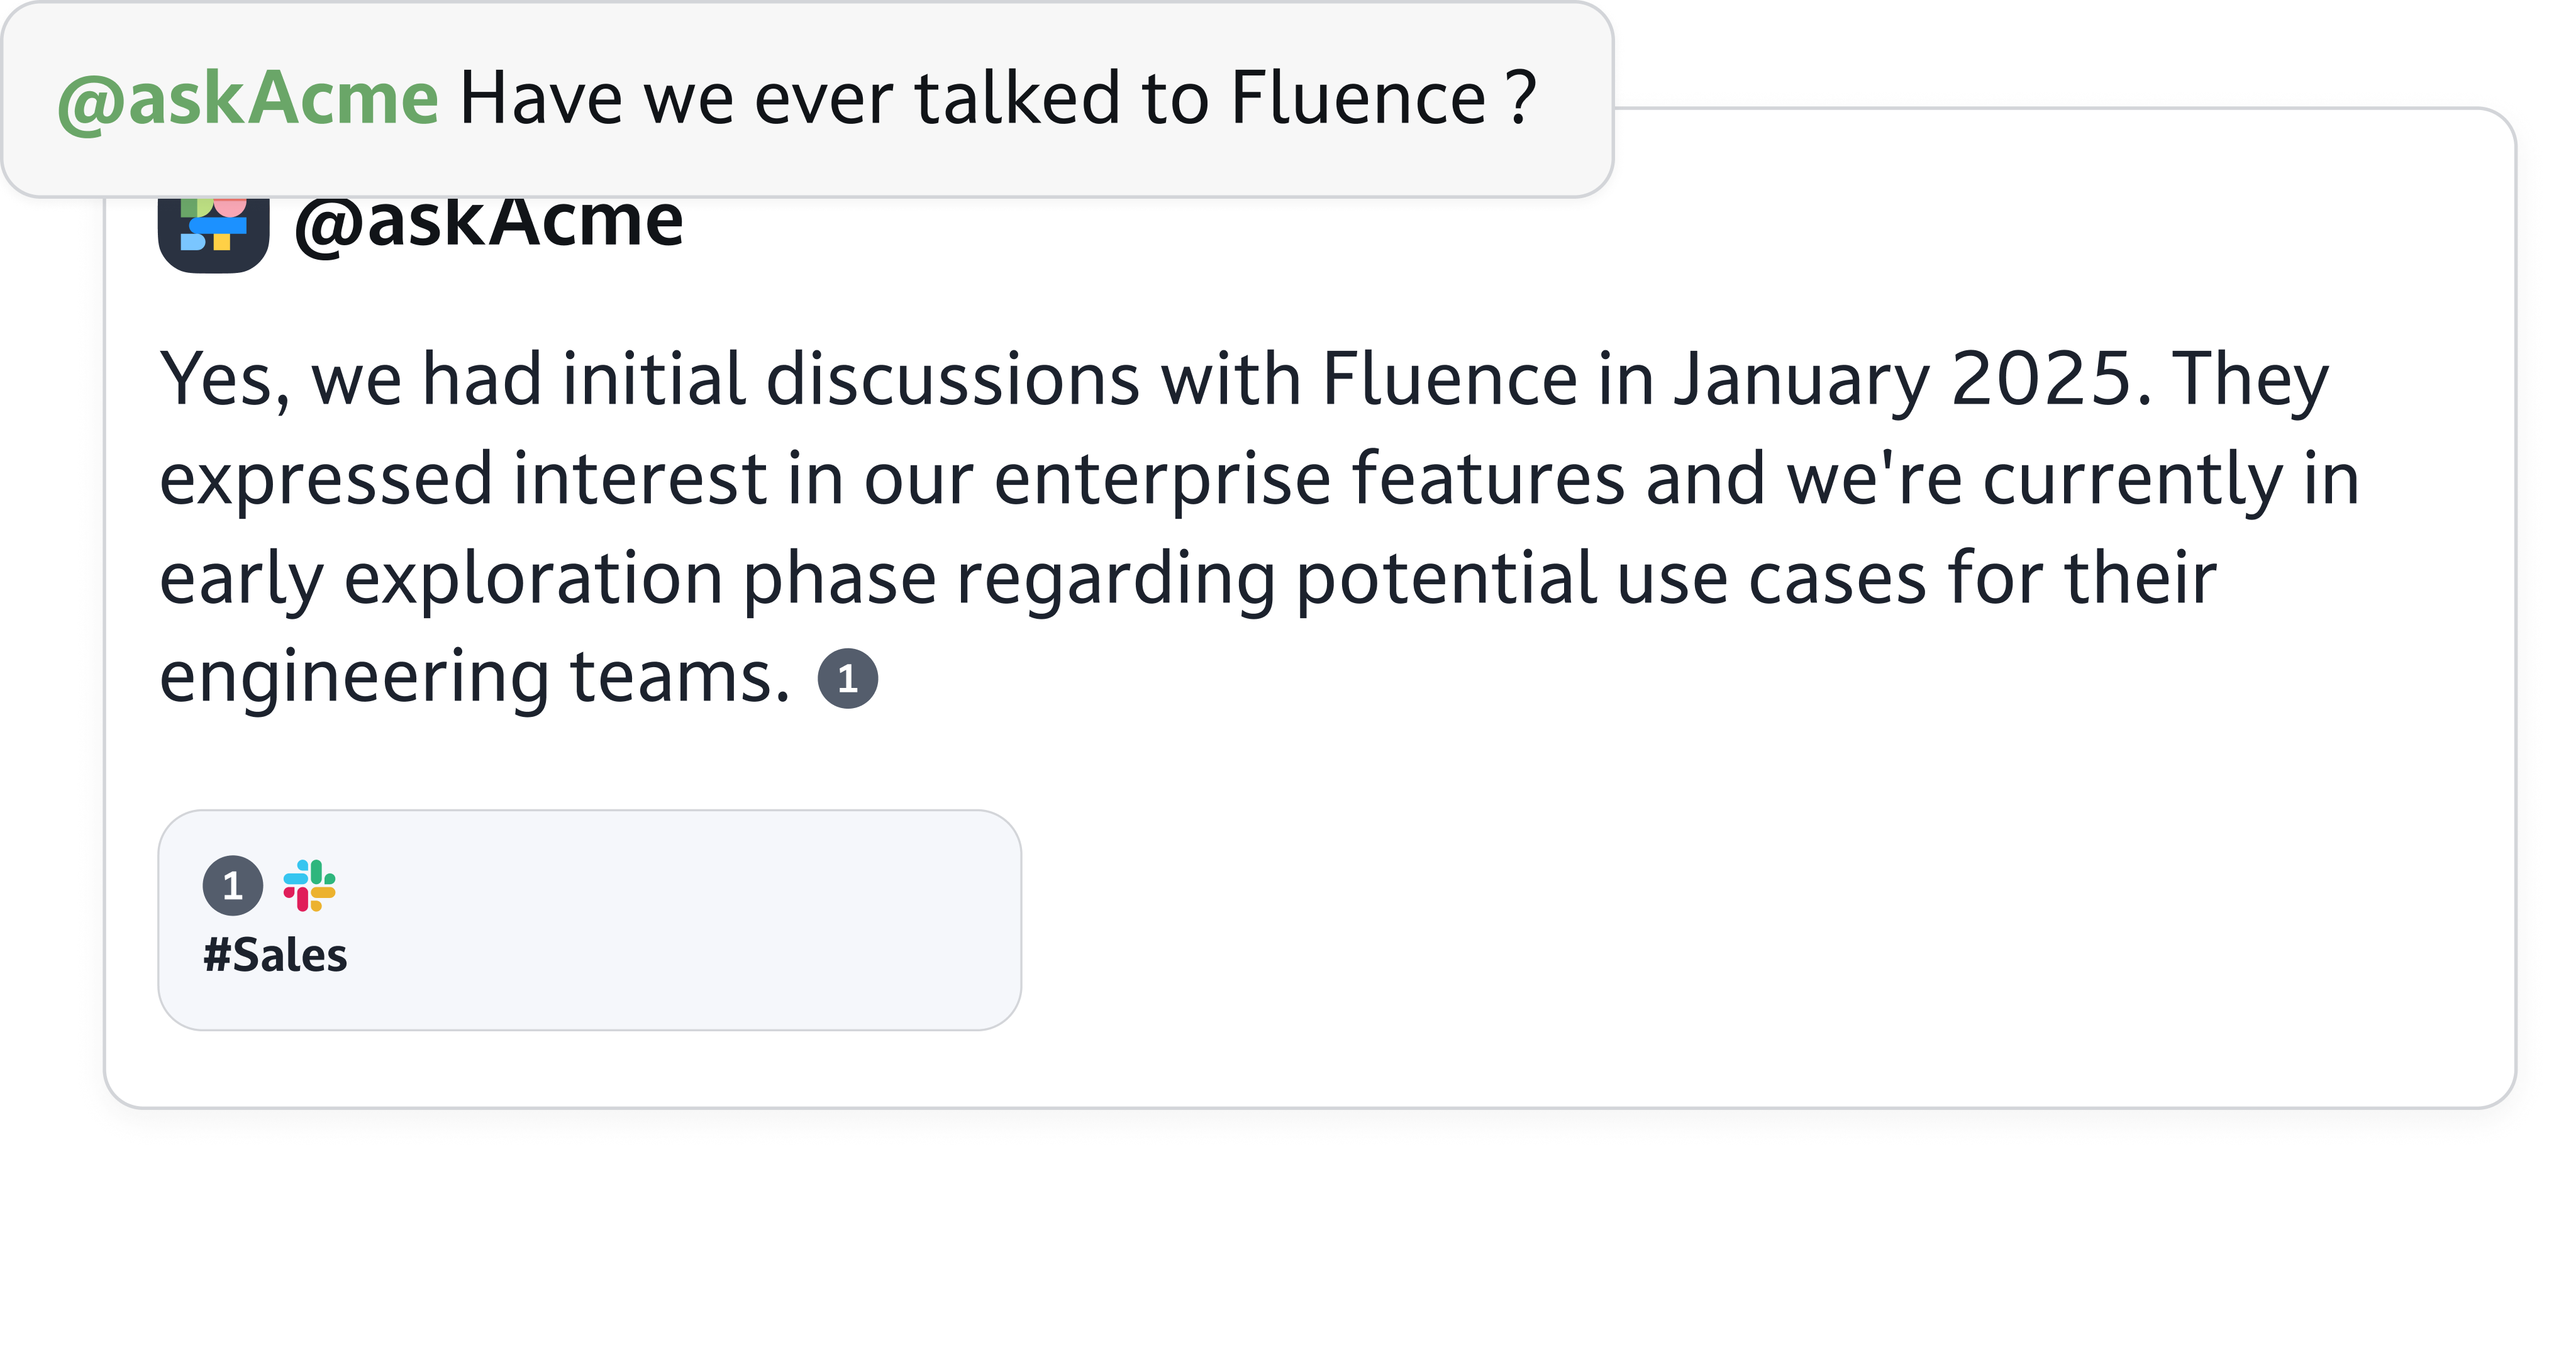 @askAcme Have we ever talked to Fluence ?
@askAcme
Yes, we had initial discussions with Fluence in January 2025. They
expressed interest in our enterprise features and we're currently in
early exploration phase regarding potential use cases for their
engineering teams. 1
1
#Sales